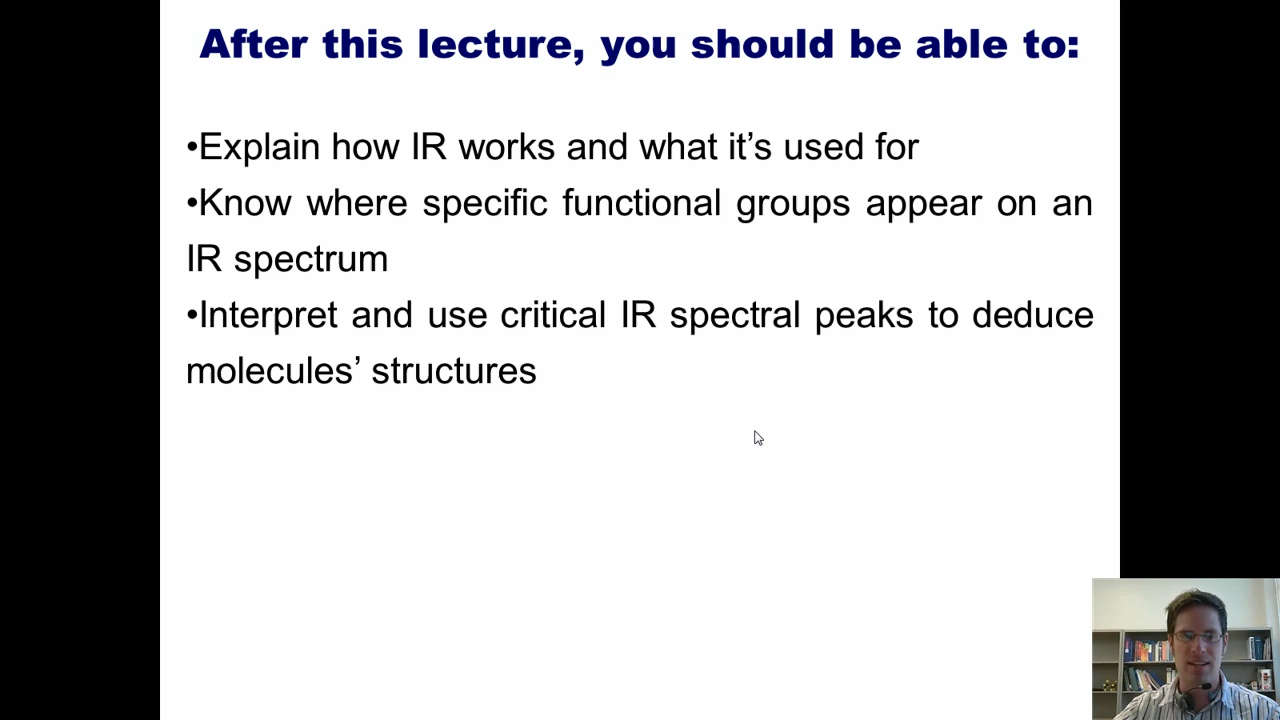 After this lecture, you should be able to:
•Explain how IR works and what it’s used for
•Know where specific functional groups appear on an
IR spectrum
•Interpret and use critical IR spectral peaks to deduce
molecules’ structures